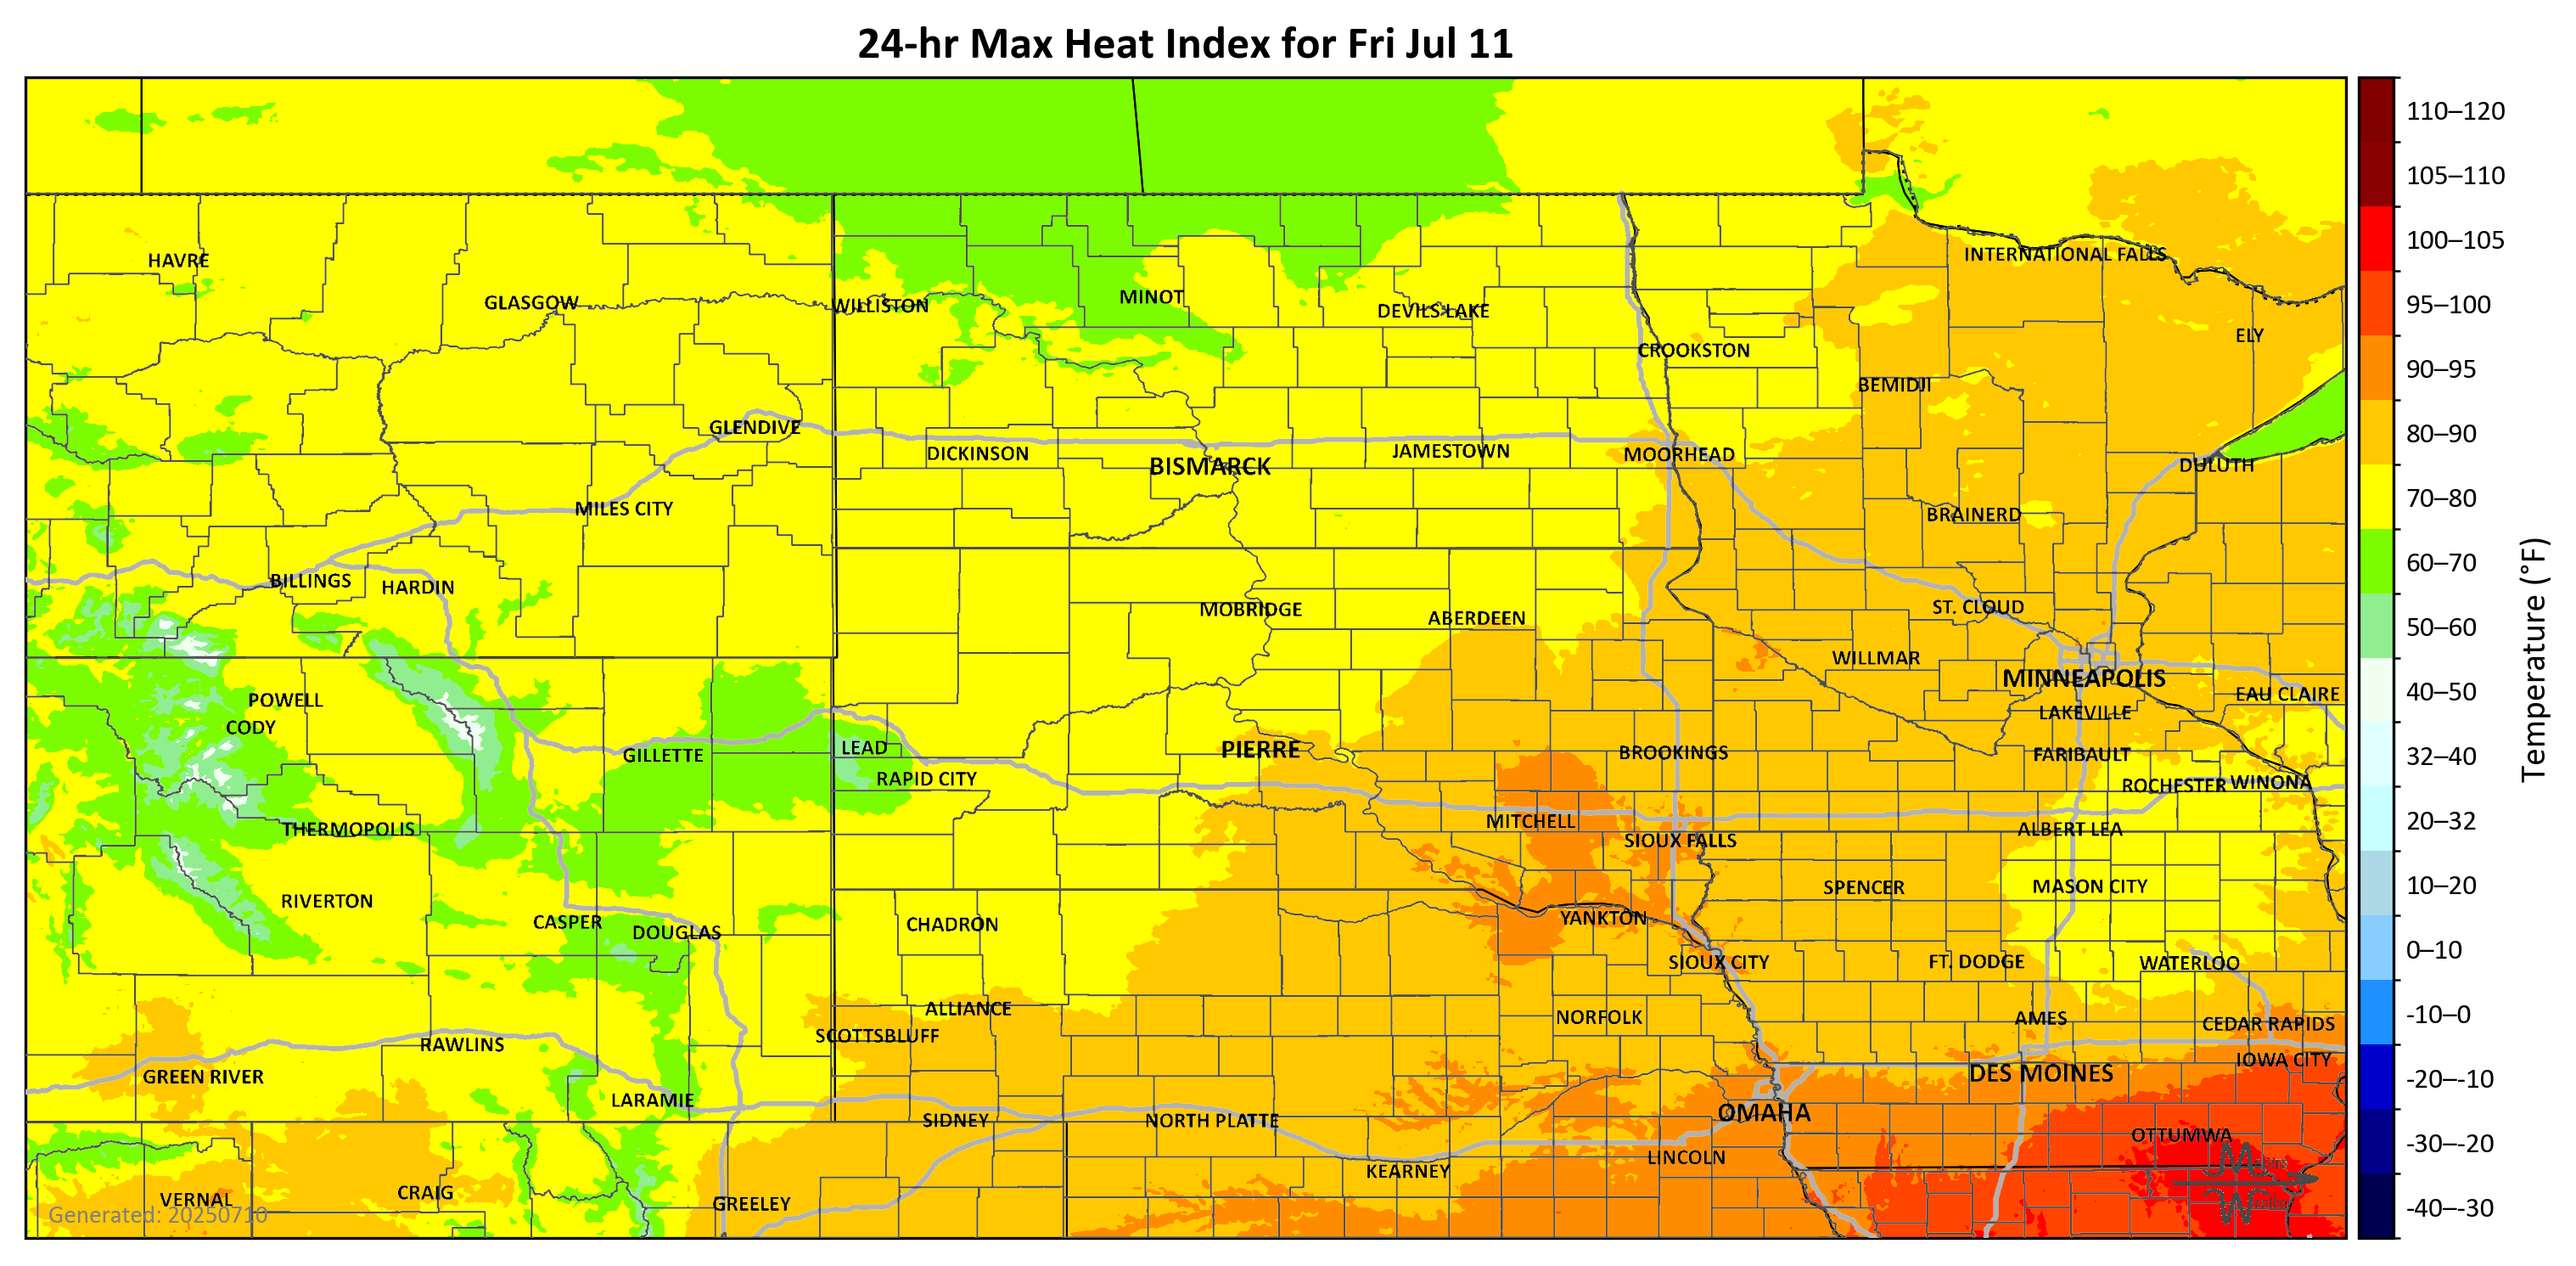 24-hr Max Heat Index for Fri Jul 11
110–120
105–110
HAVRE
INTERNATIONAL FALLS
100–105
GLASGOW
WILLISTON
MINOT
DEVILS LAKE
95–100
ELY
CROOKSTON
90–95
BEMIDJI
GLENDIVE
DICKINSON
JAMESTOWN
MOORHEAD
80–90
BISMARCK
DULUTH
MILES CITY
BRAINERD
70–80
BILLINGS
HARDIN
60–70
MOBRIDGE
ABERDEEN
ST. CLOUD
50–60
WILLMAR
MINNEAPOLIS
POWELL
EAU CLAIRE
40–50
CODY
LAKEVILLE
GILLETTE
LEAD
PIERRE
BROOKINGS
FARIBAULT
32–40
RAPID CITY
ROCHESTER
WINONA
Temperature (°F)
THERMOPOLIS
MITCHELL
SIOUX FALLS
ALBERT LEA
20–32
RIVERTON
SPENCER
MASON CITY
10–20
CASPER
DOUGLAS
CHADRON
YANKTON
SIOUX CITY
FT. DODGE
WATERLOO
0–10
ALLIANCE
SCOTTSBLUFF
NORFOLK
AMES
CEDAR RAPIDS
-10–0
RAWLINS
IOWA CITY
GREEN RIVER
DES MOINES
-20–-10
LARAMIE
SIDNEY
NORTH PLATTE
OMAHA
OTTUMWA
-30–-20
KEARNEY
LINCOLN
VERNAL
CRAIG
GREELEY
-40–-30
Generated: 20250710